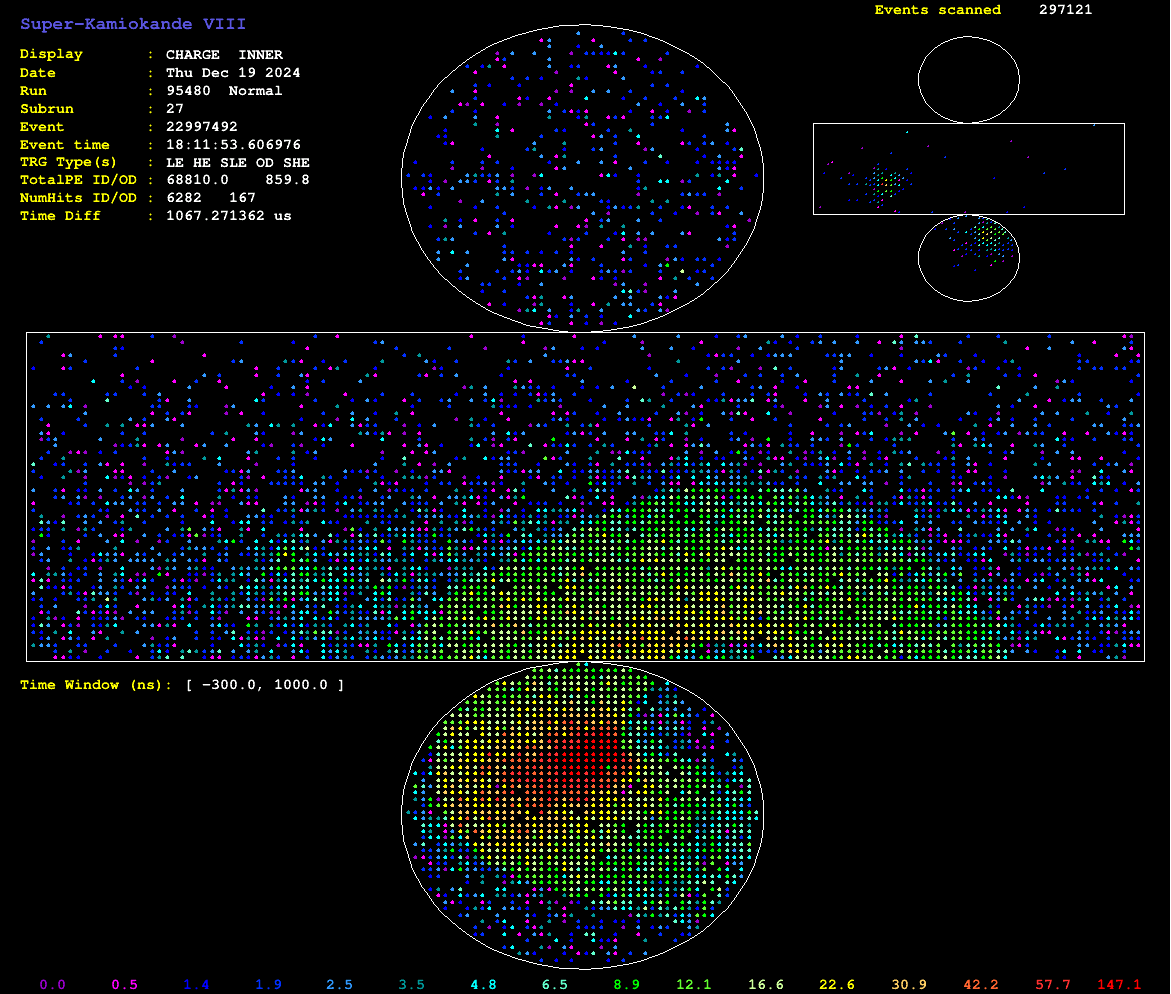 Super-Kamiokande VIII
Events scanned 297121
Display : CHARGE INNER
Date : Thu Dec 19 2024
Run : 95480 Normal
Subrun : 27
Event : 22997492
Event time : 18:11:53.606976
TRG Type(s) : LE HE SLE OD SHE
TotalPE ID/OD : 68810.0 859.8
NumHits ID/OD : 6282 167
Time Diff : 1067.271362 us
Time Window (ns): [ -300.0, 1000.0 ]
0.0 0.5 1.4 1.9 2.5 3.5 4.8 6.5 8.9 12.1 16.6 22.6 30.9 42.2 57.7 147.1